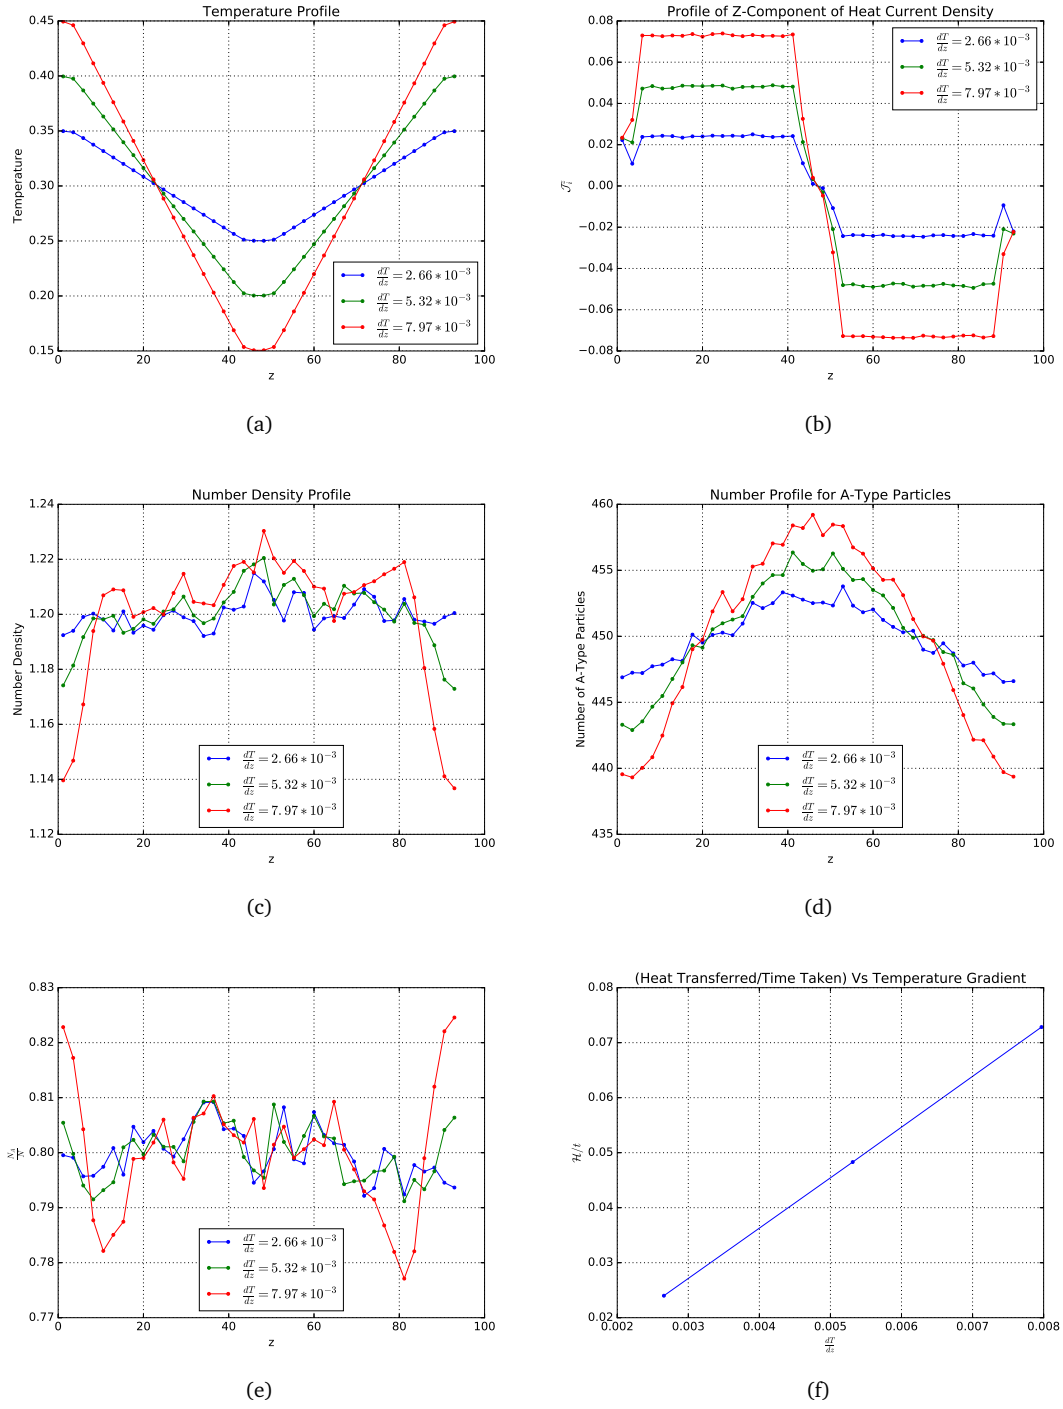 Temperature Profile
0.45
0.40
0.35
0.30
0.25
0.20
0.15
Temperature
0 20 40 60 80 100
z
dT/dz = 2.66 * 10^−3
dT/dz = 5.32 * 10^−3
dT/dz = 7.97 * 10^−3
(a)
Profile of Z-Component of Heat Current Density
0.08
0.06
0.04
0.02
0.00
−0.02
−0.04
−0.06
−0.08
0 20 40 60 80 100
z
dT/dz = 2.66 * 10^−3
dT/dz = 5.32 * 10^−3
dT/dz = 7.97 * 10^−3
(b)
Number Density Profile
1.24
1.22
1.20
1.18
1.16
1.14
1.12
Number Density
0 20 40 60 80 100
z
dT/dz = 2.66 * 10^−3
dT/dz = 5.32 * 10^−3
dT/dz = 7.97 * 10^−3
(c)
Number Profile for A-Type Particles
460
455
450
445
440
435
Number of A-Type Particles
0 20 40 60 80 100
z
dT/dz = 2.66 * 10^−3
dT/dz = 5.32 * 10^−3
dT/dz = 7.97 * 10^−3
(d)
0.83
0.82
0.81
0.80
0.79
0.78
0.77
0 20 40 60 80 100
z
dT/dz = 2.66 * 10^−3
dT/dz = 5.32 * 10^−3
dT/dz = 7.97 * 10^−3
(e)
(Heat Transferred/Time Taken) Vs Temperature Gradient
0.08
0.07
0.06
0.05
0.04
0.03
0.02
ℋ/t
0.002 0.003 0.004 0.005 0.006 0.007 0.008
dT/dz
(f)